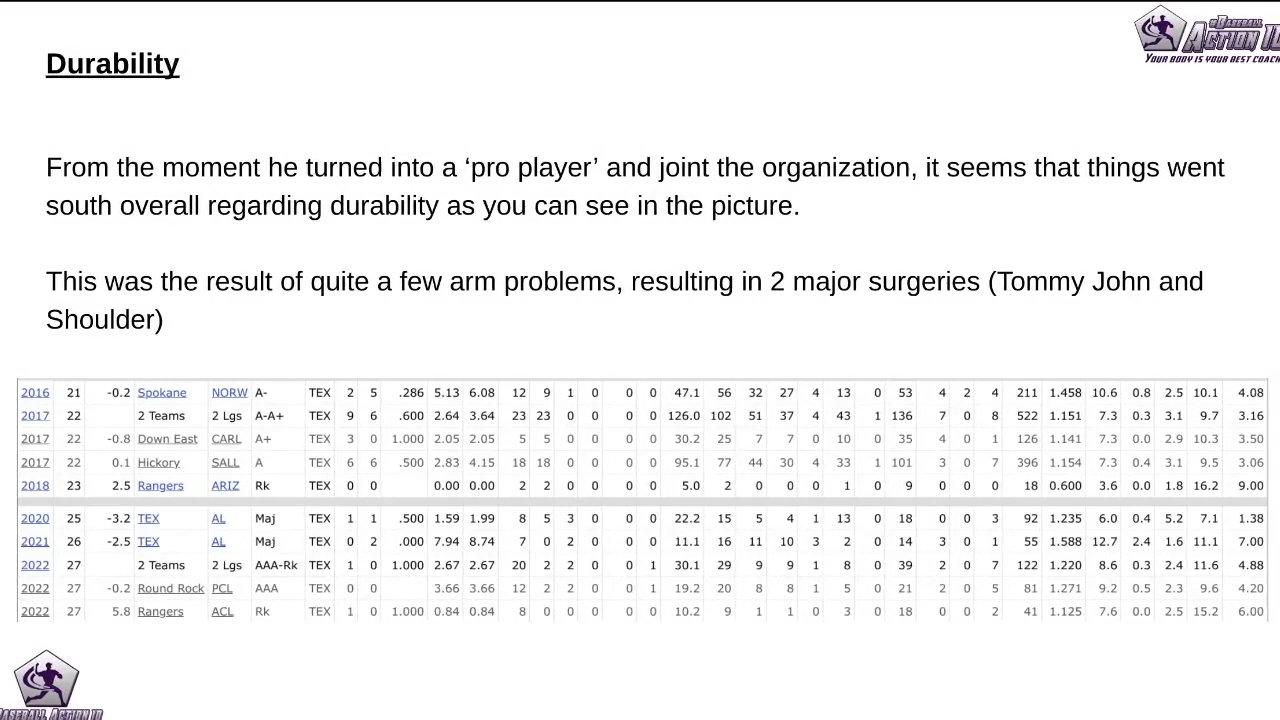 #BASEBALL
ACTION IQ
YOUR BODY IS YOUR BEST COACH
Durability
From the moment he turned into a ‘pro player’ and joint the organization, it seems that things went
south overall regarding durability as you can see in the picture.
This was the result of quite a few arm problems, resulting in 2 major surgeries (Tommy John and
Shoulder)
2016 21 -0.2 Spokane NORW A- TEX 2 5 .286 5.13 6.08 12 9 1 0 0 0 47.1 56 32 27 4 13 0 53 4 2 4 211 1.458 10.6 0.8 2.5 10.1 4.08
2017 22 2 Teams 2 Lgs A-A+ TEX 9 6 .600 2.64 3.64 23 23 0 0 0 0 126.0 102 51 37 4 43 1 136 7 0 8 522 1.151 7.3 0.3 3.1 9.7 3.16
2017 22 -0.8 Down East CARL A+ TEX 3 0 1.000 2.05 2.05 5 5 0 0 0 0 30.2 25 7 7 0 10 0 35 4 0 1 126 1.141 7.3 0.0 2.9 10.3 3.50
2017 22 0.1 Hickory SALL A TEX 6 6 .500 2.83 4.15 18 18 0 0 0 0 95.1 77 44 30 4 33 1 101 3 0 7 396 1.154 7.3 0.4 3.1 9.5 3.06
2018 23 2.5 Rangers ARIZ Rk TEX 0 0 0.00 0.00 2 2 0 0 0 0 5.0 2 0 0 0 1 0 9 0 0 0 18 0.600 3.6 0.0 1.8 16.2 9.00
2020 25 -3.2 TEX AL Maj TEX 1 1 .500 1.59 1.99 8 5 3 0 0 0 22.2 15 5 4 1 13 0 18 0 0 3 92 1.235 6.0 0.4 5.2 7.1 1.38
2021 26 -2.5 TEX AL Maj TEX 0 2 .000 7.94 8.74 7 0 2 0 0 0 11.1 16 11 10 3 2 0 14 3 0 1 55 1.588 12.7 2.4 1.6 11.1 7.00
2022 27 2 Teams 2 Lgs AAA-Rk TEX 1 0 1.000 2.67 2.67 20 2 2 0 0 1 30.1 29 9 9 1 8 0 39 2 0 7 122 1.220 8.6 0.3 2.4 11.6 4.88
2022 27 -0.2 Round Rock PCL AAA TEX 0 0 3.66 3.66 12 2 2 0 0 1 19.2 20 8 8 1 5 0 21 2 0 5 81 1.271 9.2 0.5 2.3 9.6 4.20
2022 27 5.8 Rangers ACL Rk TEX 1 0 1.000 0.84 0.84 8 0 0 0 0 0 10.2 9 1 1 0 3 0 18 0 0 2 41 1.125 7.6 0.0 2.5 15.2 6.00
BASEBALL ACTION IQ